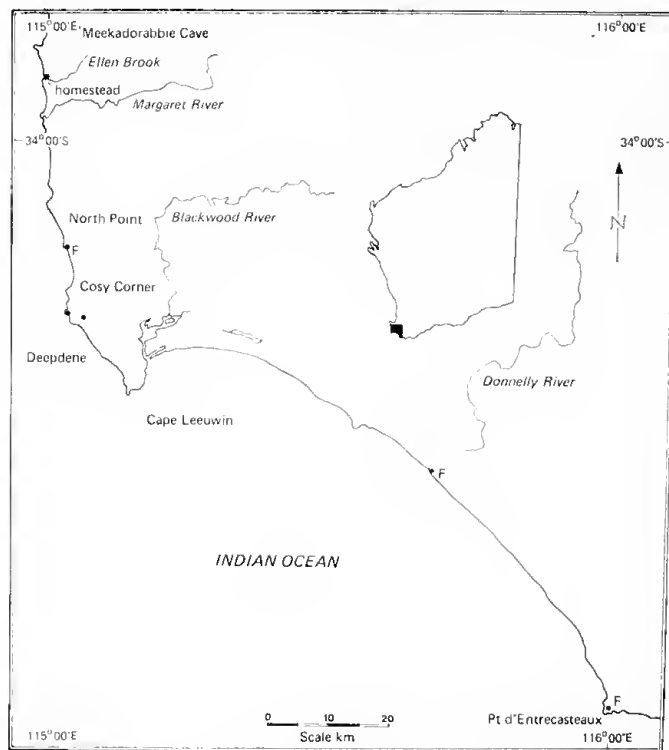 115°00'E
116°00'E
Meekadorabbie Cave
Ellen Brook
homestead
Margaret River
34°00'S
34°00'S
N
North Point
Blackwood River
F
Cosy Corner
Deepdene
Donnelly River
Cape Leeuwin
F
INDIAN OCEAN
F
0 10 20
Scale km
Pt d'Entrecasteaux
115°00'E
116°00'E